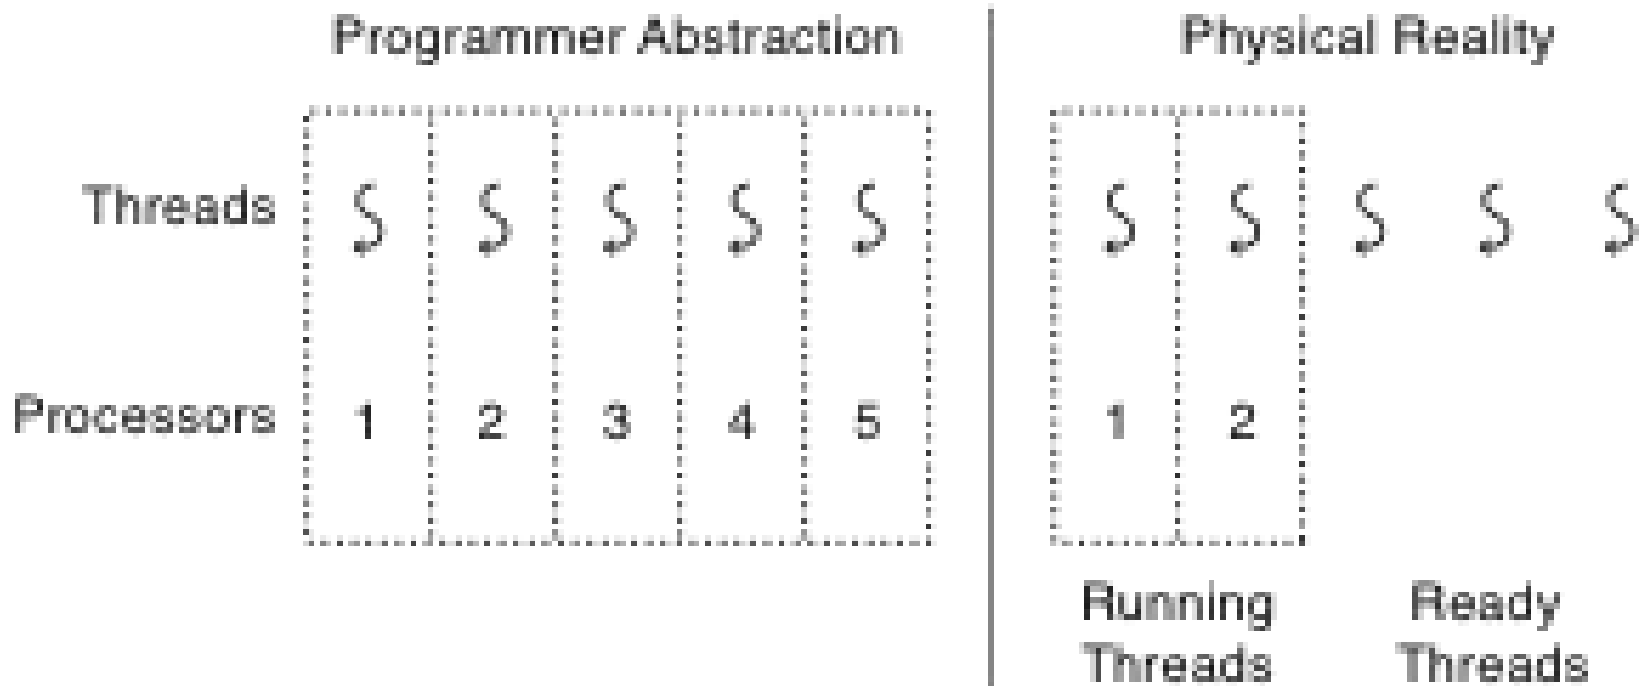 Programmer Abstraction
Physical Reality
Threads
Processors 1 2 3 4 5 1 2
Running Threads
Ready Threads